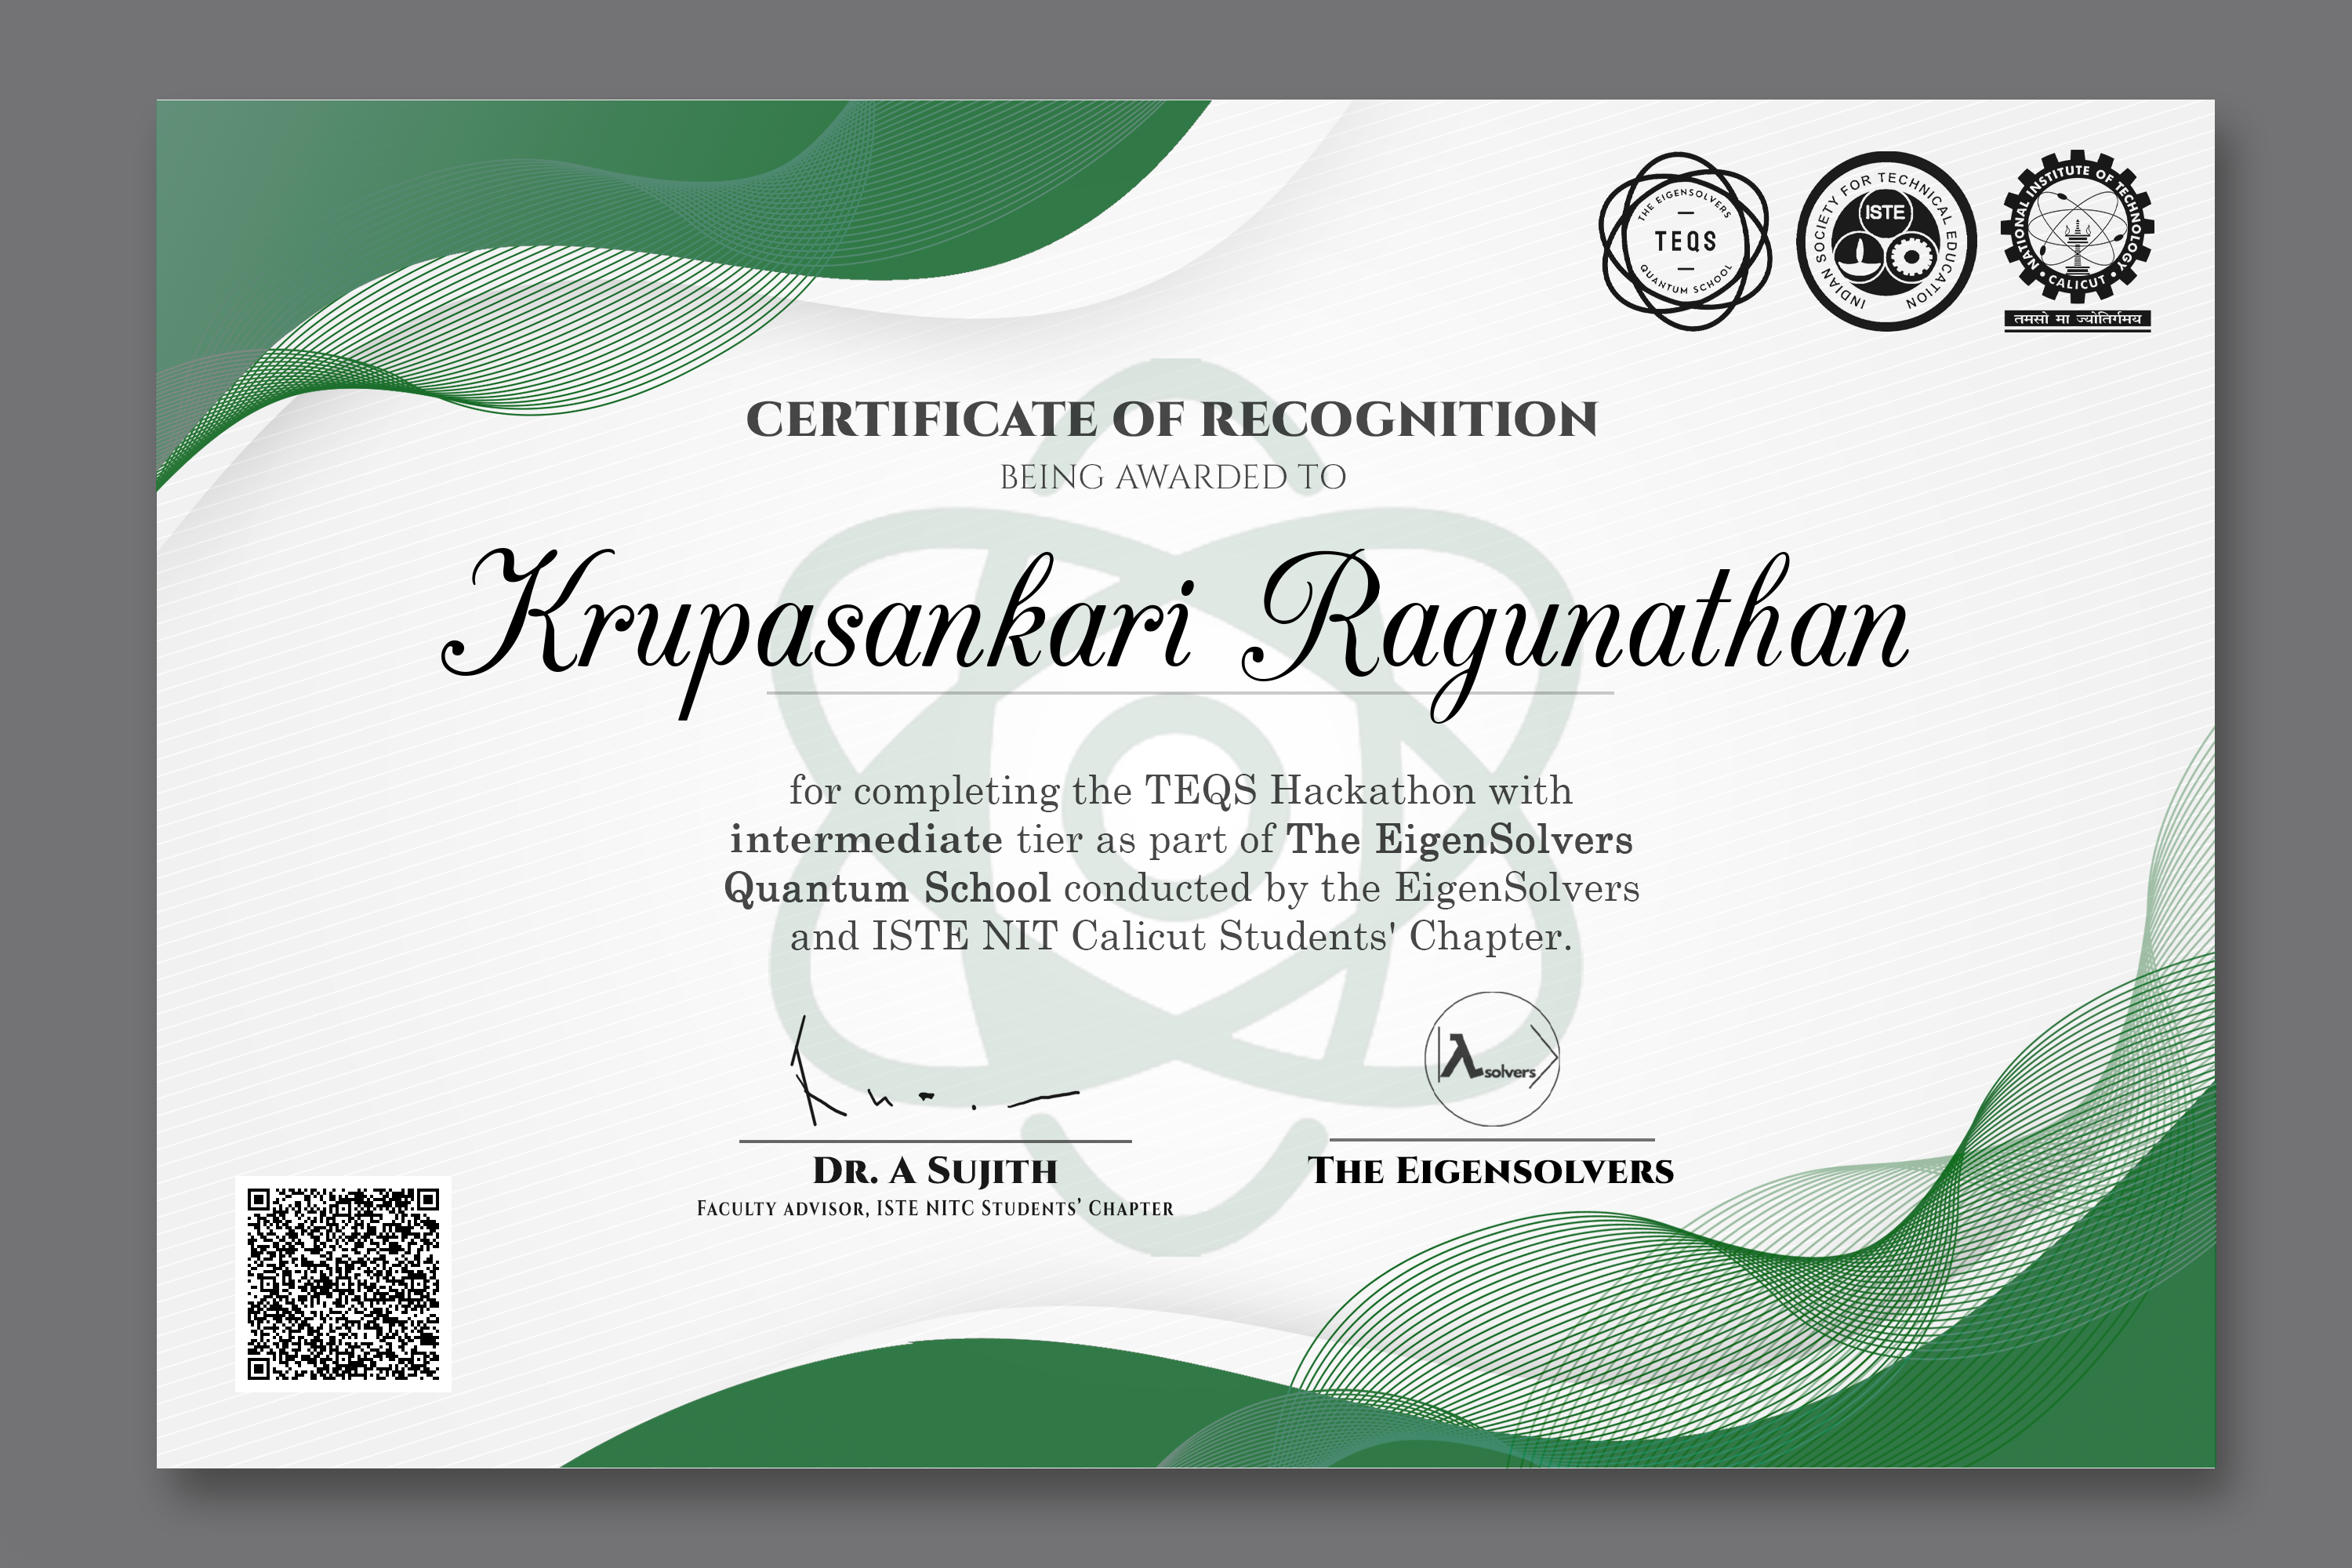 THE EIGENSOLVERS
TEQS
QUANTUM SCHOOL
INDIAN SOCIETY FOR TECHNICAL EDUCATION
ISTE
NATIONAL INSTITUTE OF TECHNOLOGY
• CALICUT •
तमसो मा ज्योतिर्गमय
CERTIFICATE OF RECOGNITION
BEING AWARDED TO
Krupasankari Ragunathan
for completing the TEQS Hackathon with
intermediate tier as part of The EigenSolvers
Quantum School conducted by the EigenSolvers
and ISTE NIT Calicut Students' Chapter.
λsolvers
DR. A SUJITH
FACULTY ADVISOR, ISTE NITC STUDENTS’ CHAPTER
THE EIGENSOLVERS